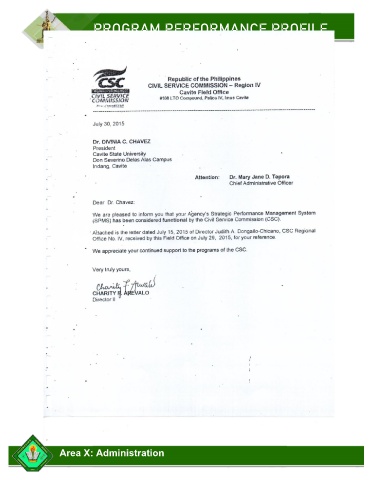 PROGRAM PERFORMANCE PROFILE
CSC
CIVIL SERVICE
COMMISSION
Republic of the Philippines
CIVIL SERVICE COMMISSION – Region IV
Cavite Field Office
LTO Compound, Palico IV, Imus Cavite
July 30, 2015
Dr. DIVINIA C. CHAVEZ
President
Cavite State University
Don Severino Delas Alas Campus
Indang, Cavite
Attention: Dr. Mary Jane D. Tepora
Chief Administrative Officer
Dear Dr. Chavez:
We are pleased to inform you that your Agency's Strategic Performance Management System
(SPMS) has been considered functional by the Civil Service Commission (CSC).
Attached is the letter dated July 15, 2015 of Director Judith A. Dongallo-Chicano, CSC Regional
Office No. IV, received by this Field Office on July 29, 2015, for your reference.
We appreciate your continued support to the programs of the CSC.
Very truly yours,
CHARITY AREVALO
Director II
Area X: Administration